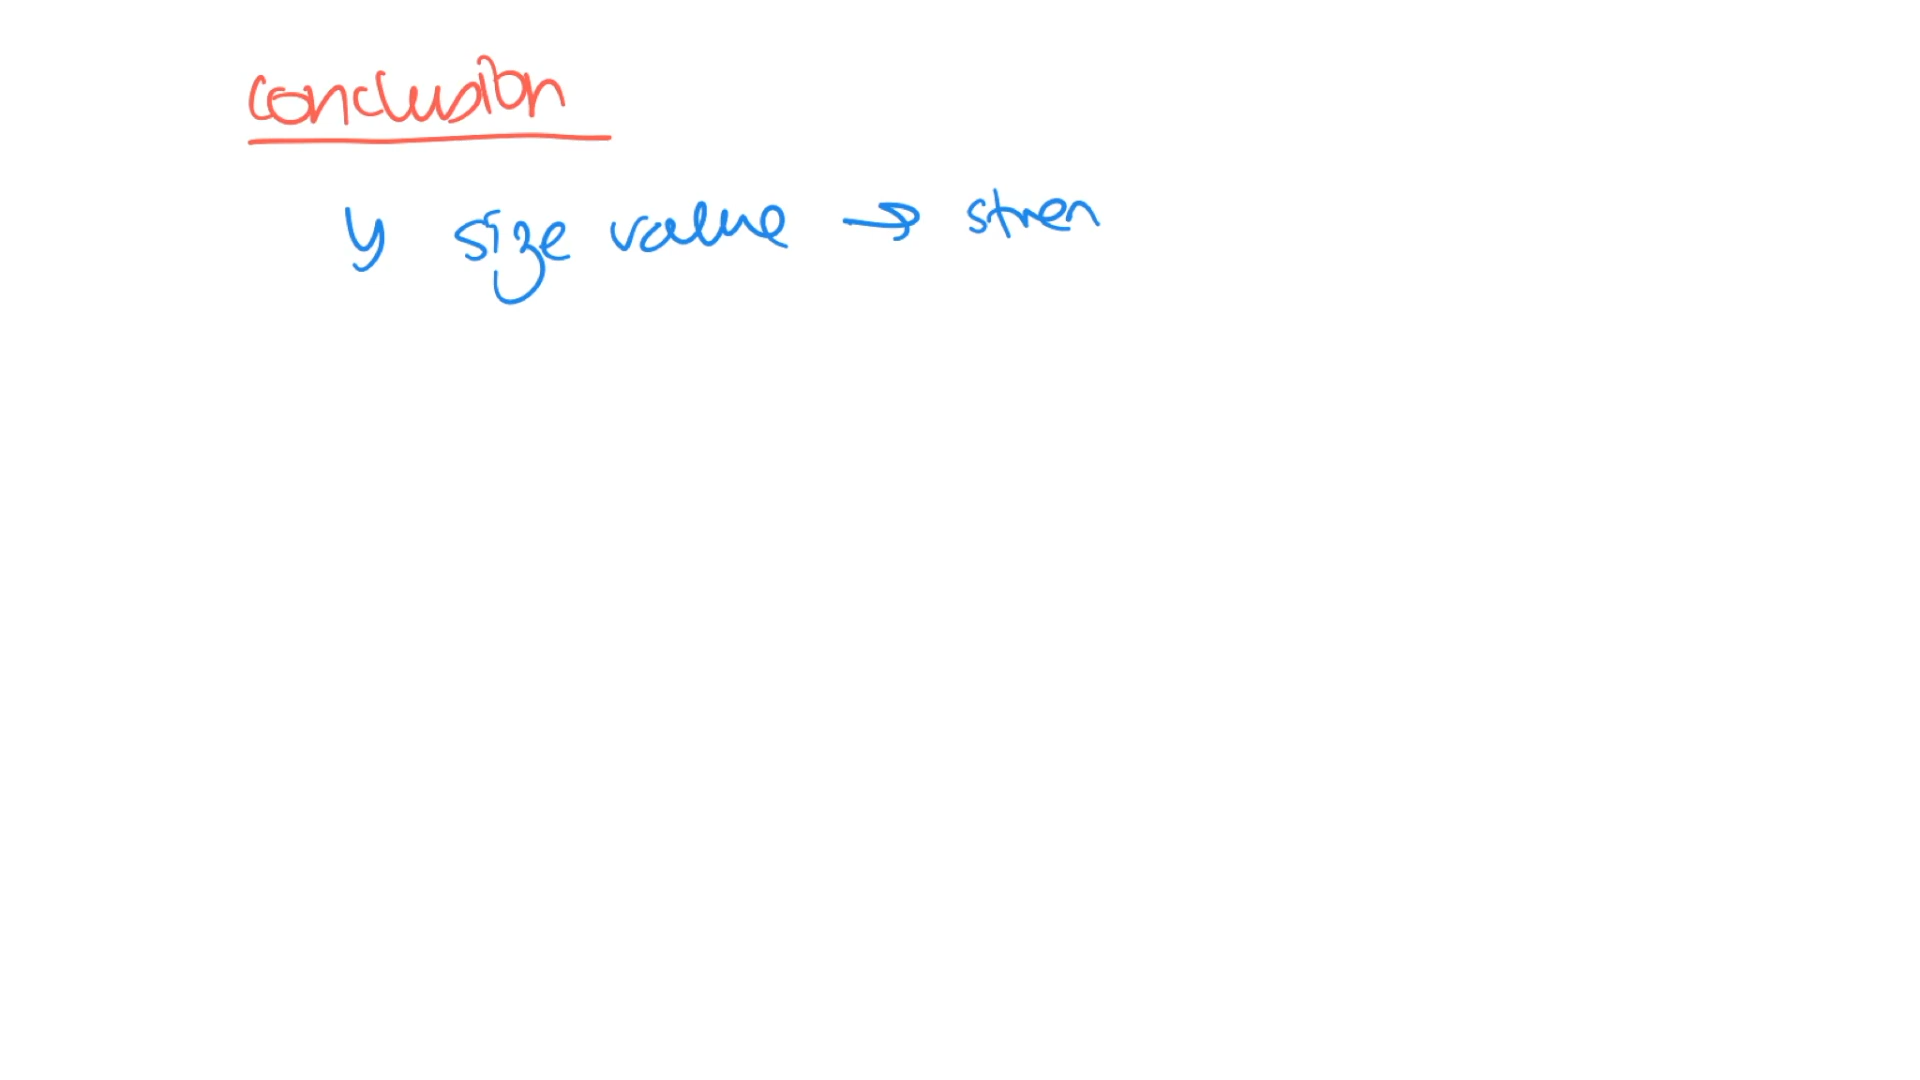 conclusion
y size value → stren